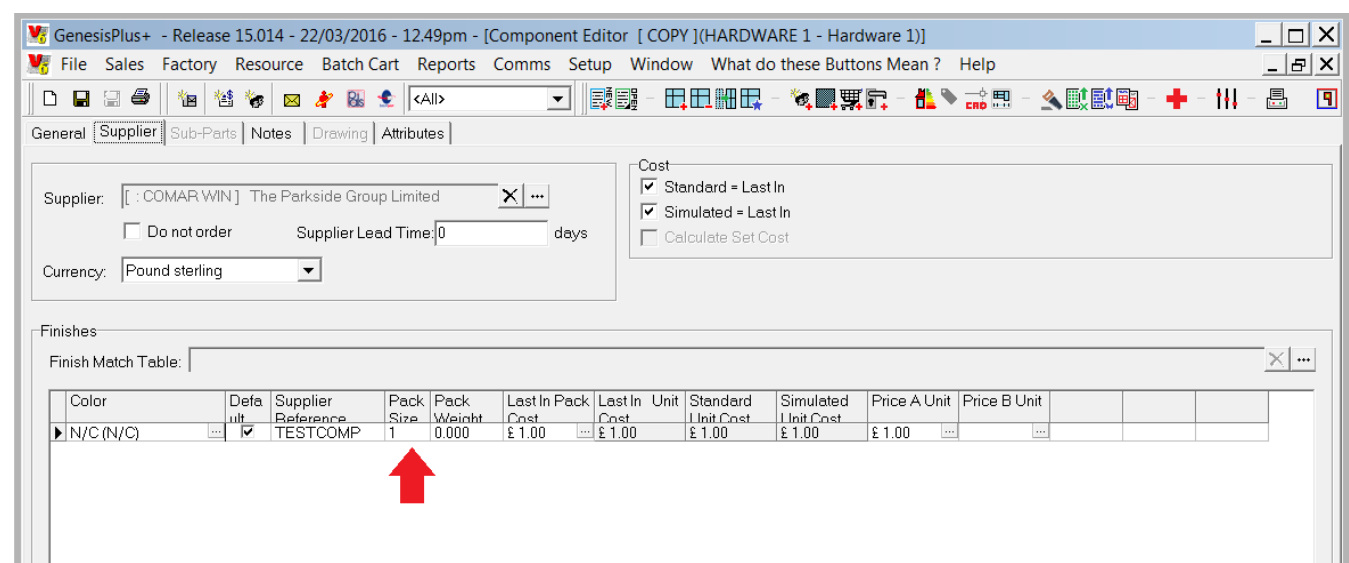 GenesisPlus+ - Release 15.014 - 22/03/2016 - 12.49pm - [Component Editor [ COPY ](HARDWARE 1 - Hardware 1)]
File Sales Factory Resource Batch Cart Reports Comms Setup Window What do these Buttons Mean ? Help
<All>
General Supplier Sub-Parts Notes Drawing Attributes
Cost
Supplier: [ : COMAR WIN ] The Parkside Group Limited
Standard = Last In
Simulated = Last In
Do not order Supplier Lead Time: 0 days
Calculate Set Cost
Currency: Pound sterling
Finishes
Finish Match Table:
Color Default Supplier Reference Pack Size Pack Weight Last In Pack Cost Last In Unit Cost Standard Unit Cost Simulated Unit Cost Price A Unit Price B Unit
N/C (N/C) TESTCOMP 1 0.000 £ 1.00 £ 1.00 £ 1.00 £ 1.00 £ 1.00